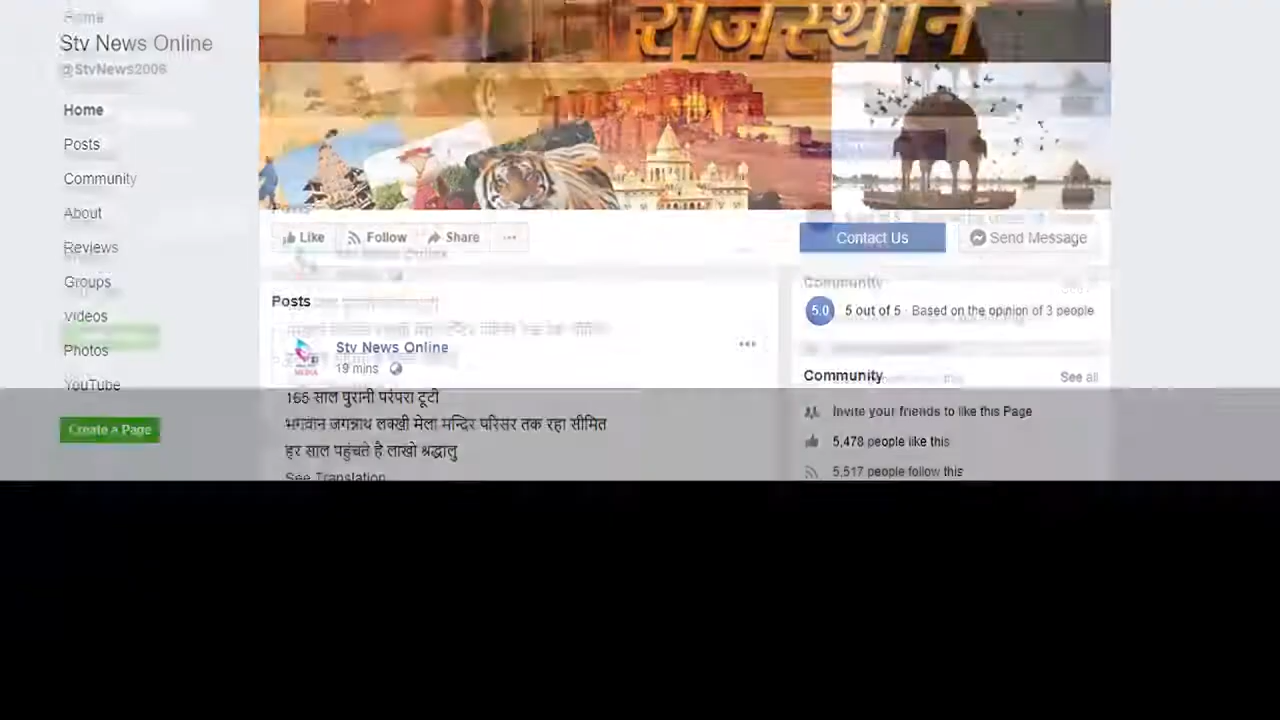 Home
Stv News Online
@StvNews2006
Home
Posts
Community
About
Reviews
Groups
Videos
Photos
YouTube
Create a Page
राजस्थान
Like
Follow
Share
Contact Us
Send Message
Posts
Stv News Online
19 mins
165 साल पुरानी परंपरा टूटी
भगवान जगन्नाथ लक्खी मेला मन्दिर परिसर तक रहा सीमित
हर साल पहुंचते है लाखो श्रद्धालु
See Translation
Community
5.0 5 out of 5 · Based on the opinion of 3 people
Community See all
Invite your friends to like this Page
5,478 people like this
5,517 people follow this